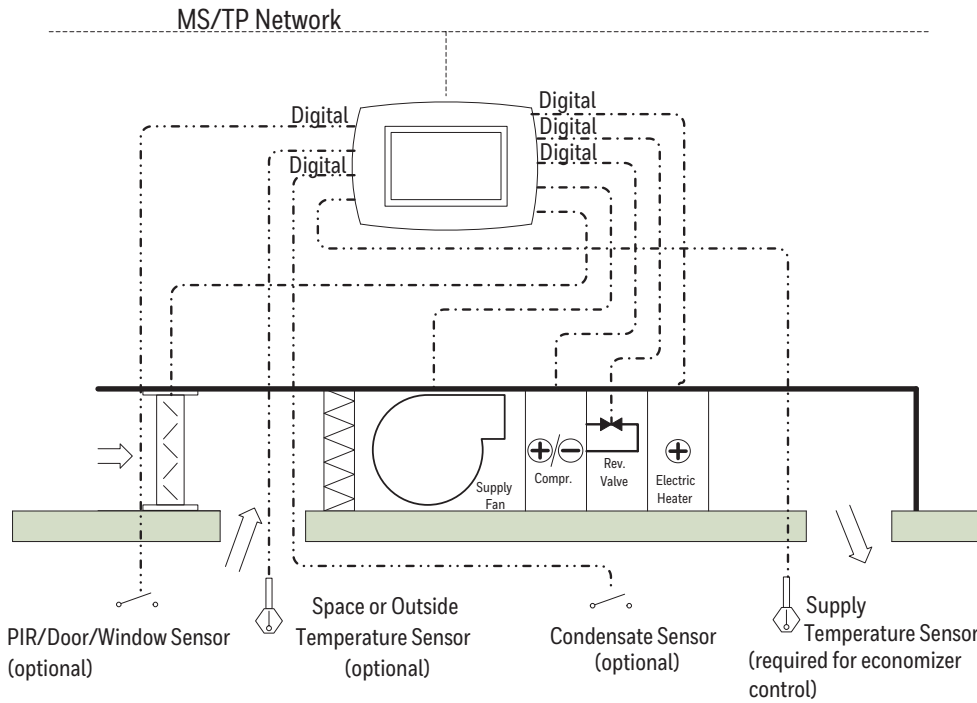 MS/TP Network
Digital
Digital
Digital
Digital
Digital
Supply
Fan
Compr.
Rev.
Valve
Electric
Heater
PIR/Door/Window Sensor
(optional)
Space or Outside
Temperature Sensor
(optional)
Condensate Sensor
(optional)
Supply
Temperature Sensor
(required for economizer
control)